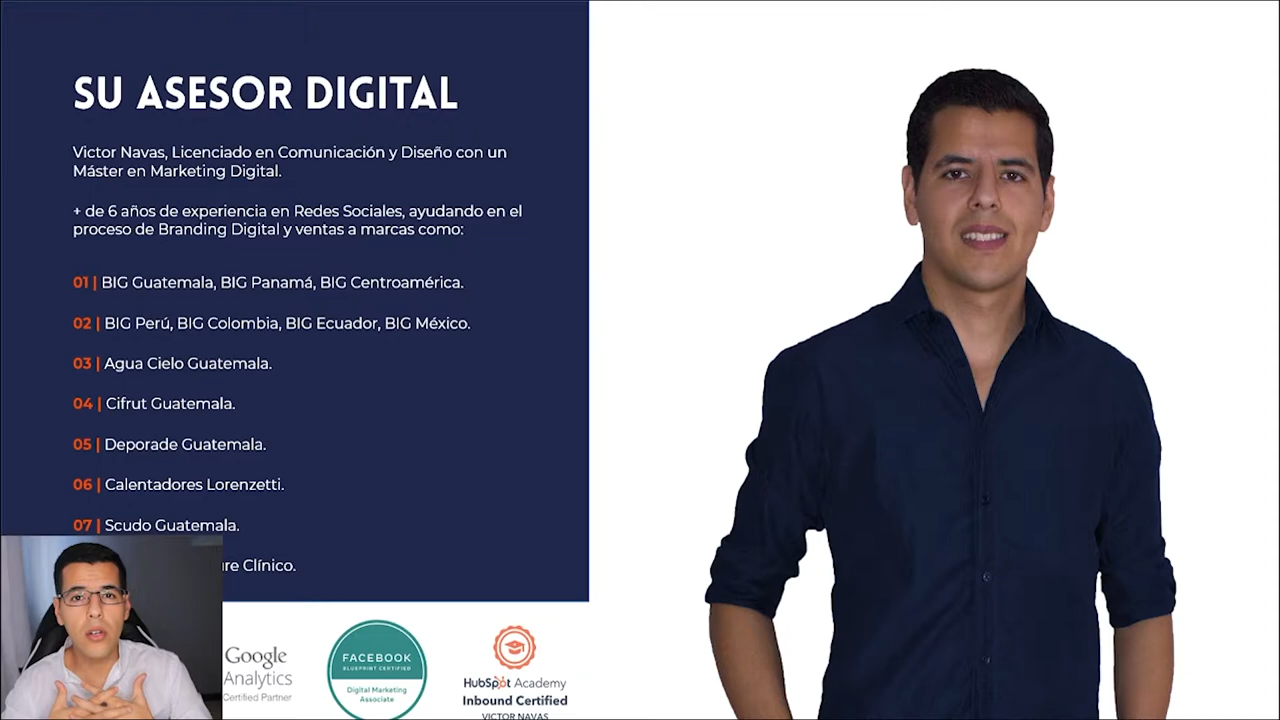 SU ASESOR DIGITAL
Victor Navas, Licenciado en Comunicación y Diseño con un
Máster en Marketing Digital.
+ de 6 años de experiencia en Redes Sociales, ayudando en el
proceso de Branding Digital y ventas a marcas como:
01 | BIG Guatemala, BIG Panamá, BIG Centroamérica.
02 | BIG Perú, BIG Colombia, BIG Ecuador, BIG México.
03 | Agua Cielo Guatemala.
04 | Cifrut Guatemala.
05 | Deporade Guatemala.
06 | Calentadores Lorenzetti.
07 | Scudo Guatemala.
Clínico.
Google
Analytics
Certified Partner
FACEBOOK
BLUEPRINT CERTIFIED
Digital Marketing
Associate
HubSpot Academy
Inbound Certified
VICTOR NAVAS